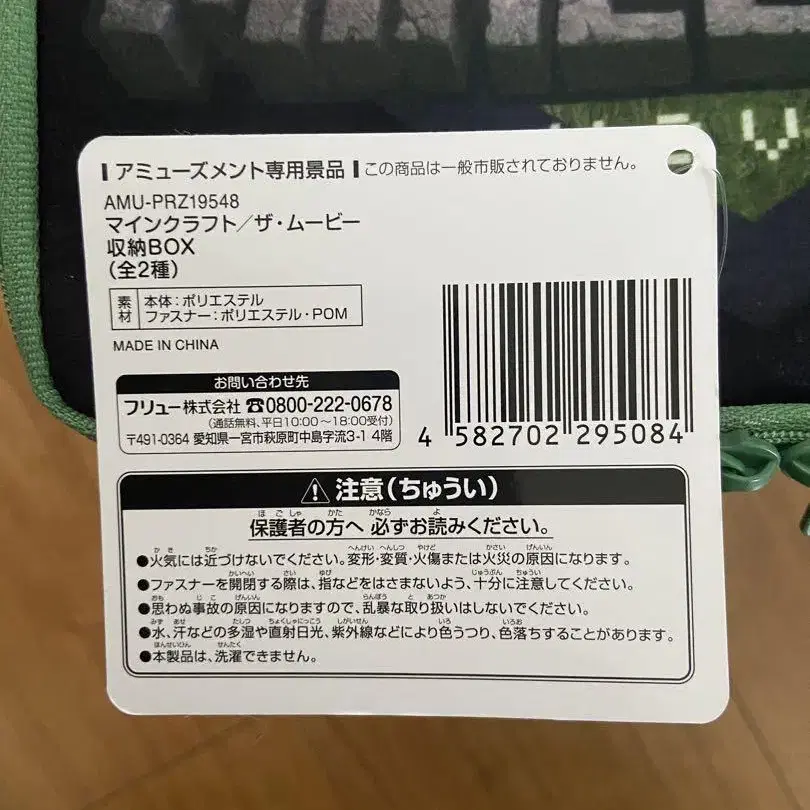 アミューズメント専用景品 この商品は一般市販されておりません。
AMU-PRZ19548
マインクラフト/ザ・ムービー
収納BOX
(全2種)
素材 本体:ポリエステル
ファスナー:ポリエステル・POM
MADE IN CHINA
お問い合わせ先
フリュー株式会社 ☎0800-222-0678
(通話無料、平日10:00~18:00受付)
〒491-0364 愛知県一宮市萩原町中島字流3-1 4階
4 582702 295084
⚠ 注意(ちゅうい)
保護者の方へ 必ずお読みください。
●火気には近づけないでください。変形・変質・火傷または火災の原因になります。
●ファスナーを開閉する際は、指などをはさまないよう、十分に注意してください。
●思わぬ事故の原因になりますので、乱暴な取り扱いはしないでください。
●水、汗などの多湿や直射日光、紫外線などにより色うつり、色落ちすることがあります。
●本製品は、洗濯できません。